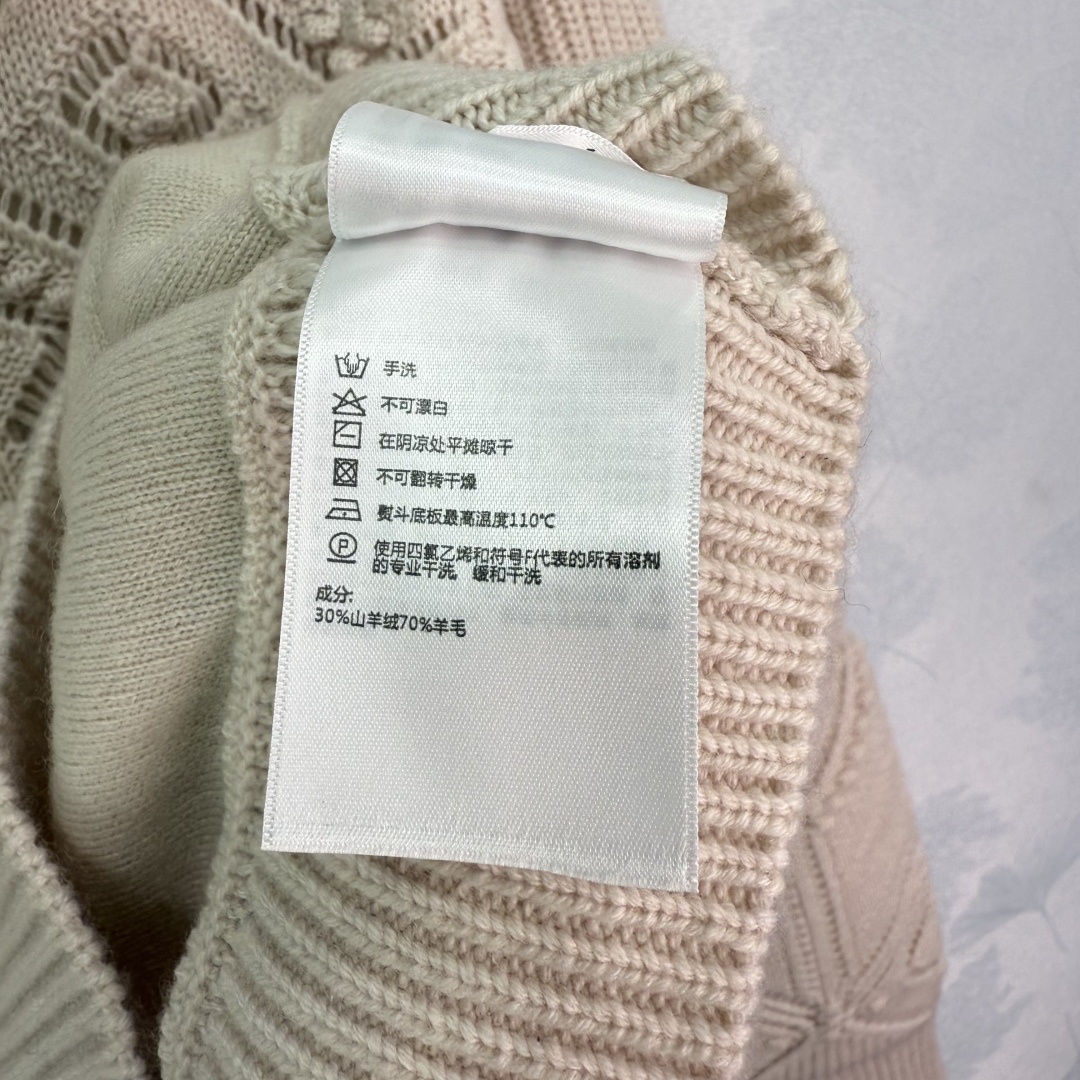 手洗
不可漂白
在阴凉处平摊晾干
不可翻转干燥
熨斗底板最高温度110℃
P
使用四氯乙烯和符号F代表的所有溶剂
的专业干洗，缓和干洗
成分:
30%山羊绒70%羊毛